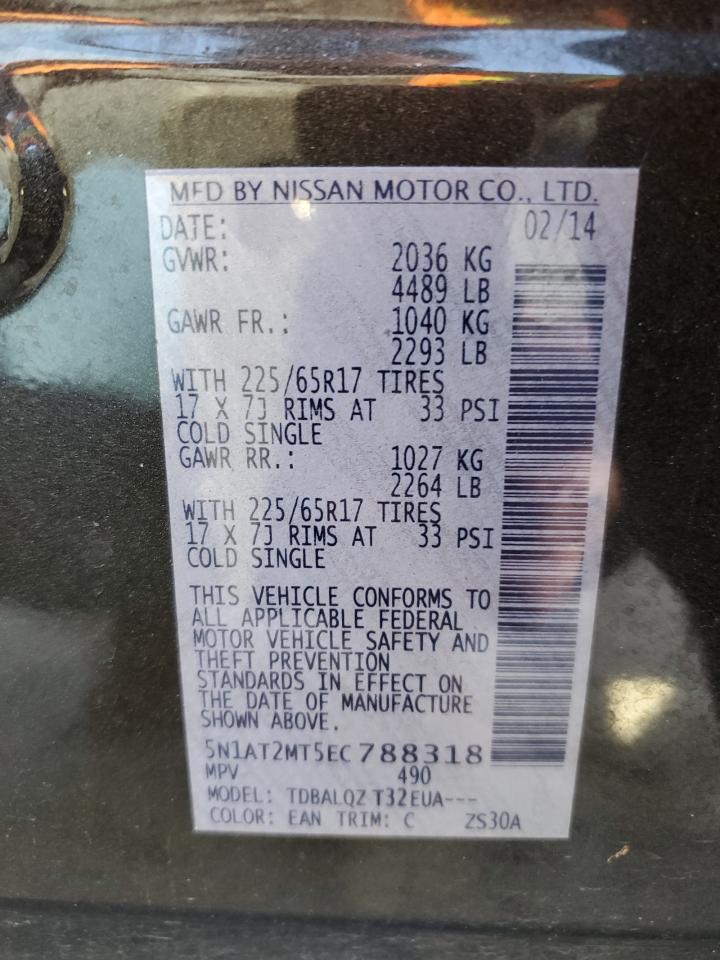 MFD BY NISSAN MOTOR CO., LTD.
DATE: 02/14
GVWR: 2036 KG
4489 LB
GAWR FR.: 1040 KG
2293 LB
WITH 225/65R17 TIRES
17 X 7J RIMS AT 33 PSI
COLD SINGLE
GAWR RR.: 1027 KG
2264 LB
WITH 225/65R17 TIRES
17 X 7J RIMS AT 33 PSI
COLD SINGLE
THIS VEHICLE CONFORMS TO
ALL APPLICABLE FEDERAL
MOTOR VEHICLE SAFETY AND
THEFT PREVENTION
STANDARDS IN EFFECT ON
THE DATE OF MANUFACTURE
SHOWN ABOVE.
5N1AT2MT5EC788318
MPV 490
MODEL: TDBALQZ T32EUA---
COLOR: EAN TRIM: C ZS30A